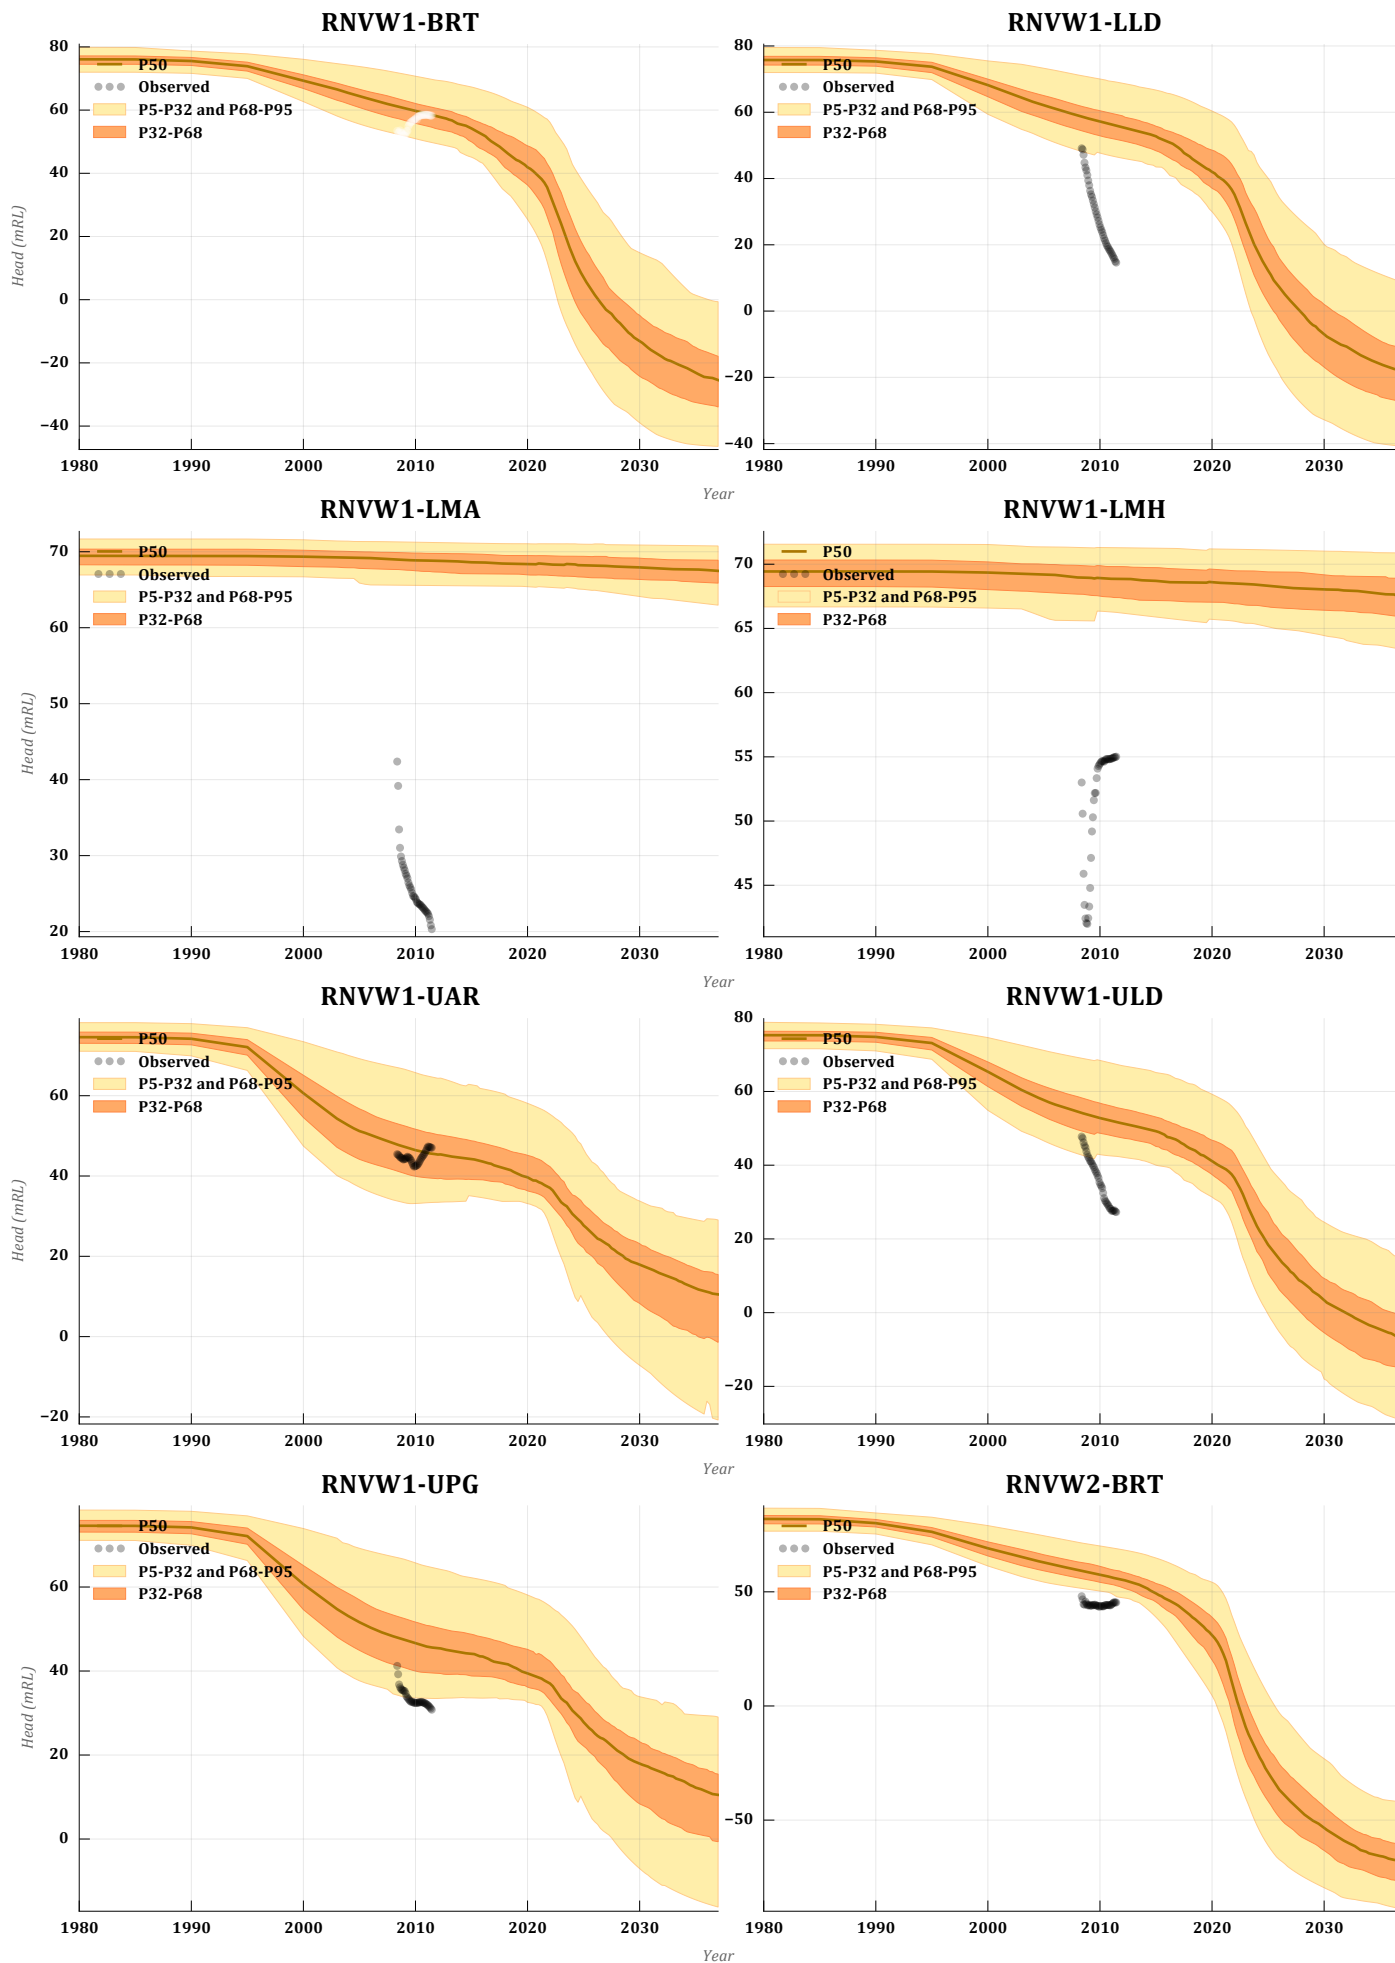 RNVW1-BRT
RNVW1-LLD
80
60
40
20
0
−20
−40
P50
Observed
P5-P32 and P68-P95
P32-P68
Head (mRL)
1980 1990 2000 2010 2020 2030
80
60
40
20
0
−20
−40
P50
Observed
P5-P32 and P68-P95
P32-P68
1980 1990 2000 2010 2020 2030
Year
RNVW1-LMA
RNVW1-LMH
70
60
50
40
30
20
P50
Observed
P5-P32 and P68-P95
P32-P68
Head (mRL)
1980 1990 2000 2010 2020 2030
70
65
60
55
50
45
P50
Observed
P5-P32 and P68-P95
P32-P68
1980 1990 2000 2010 2020 2030
Year
RNVW1-UAR
RNVW1-ULD
60
40
20
0
−20
P50
Observed
P5-P32 and P68-P95
P32-P68
Head (mRL)
1980 1990 2000 2010 2020 2030
80
60
40
20
0
−20
P50
Observed
P5-P32 and P68-P95
P32-P68
1980 1990 2000 2010 2020 2030
Year
RNVW1-UPG
RNVW2-BRT
60
40
20
0
P50
Observed
P5-P32 and P68-P95
P32-P68
Head (mRL)
1980 1990 2000 2010 2020 2030
50
0
−50
P50
Observed
P5-P32 and P68-P95
P32-P68
1980 1990 2000 2010 2020 2030
Year